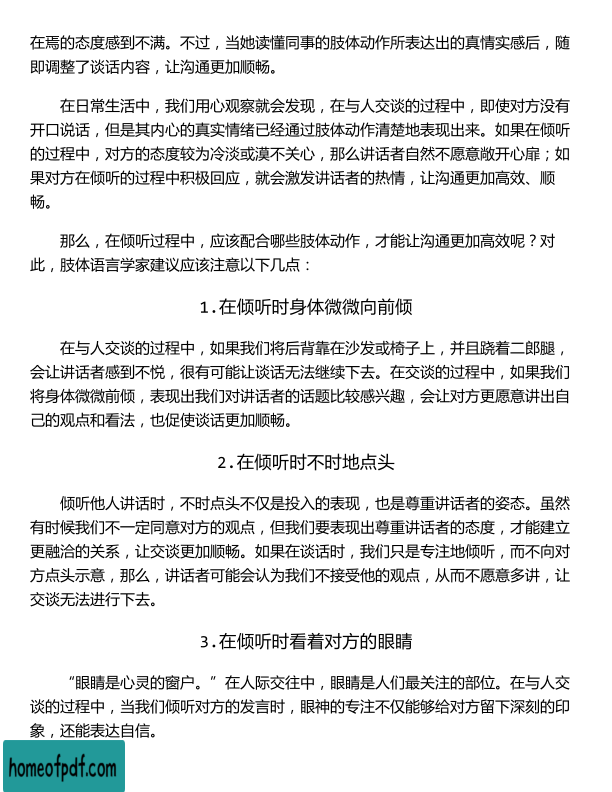 在焉的态度感到不满。不过，当她读懂同事的肢体动作所表达出的真情实感后，随
即调整了谈话内容，让沟通更加顺畅。
在日常生活中，我们用心观察就会发现，在与人交谈的过程中，即使对方没有
开口说话，但是其内心的真实情绪已经通过肢体动作清楚地表现出来。如果在倾听
的过程中，对方的态度较为冷淡或漠不关心，那么讲话者自然不愿意敞开心扉；如
果对方在倾听的过程中积极回应，就会激发讲话者的热情，让沟通更加高效、顺
畅。
那么，在倾听过程中，应该配合哪些肢体动作，才能让沟通更加高效呢？对
此，肢体语言学家建议应该注意以下几点：
1.在倾听时身体微微向前倾
在与人交谈的过程中，如果我们将后背靠在沙发或椅子上，并且跷着二郎腿，
会让讲话者感到不悦，很有可能让谈话无法继续下去。在交谈的过程中，如果我们
将身体微微前倾，表现出我们对讲话者的话题比较感兴趣，会让对方更愿意讲出自
己的观点和看法，也促使谈话更加顺畅。
2.在倾听时不时地点头
倾听他人讲话时，不时点头不仅是投入的表现，也是尊重讲话者的姿态。虽然
有时候我们不一定同意对方的观点，但我们要表现出尊重讲话者的态度，才能建立
更融洽的关系，让交谈更加顺畅。如果在谈话时，我们只是专注地倾听，而不向对
方点头示意，那么，讲话者可能会认为我们不接受他的观点，从而不愿意多讲，让
交谈无法进行下去。
3.在倾听时看着对方的眼睛
“眼睛是心灵的窗户。”在人际交往中，眼睛是人们最关注的部位。在与人交
谈的过程中，当我们倾听对方的发言时，眼神的专注不仅能够给对方留下深刻的印
象，还能表达自信。
homeofpdf.com